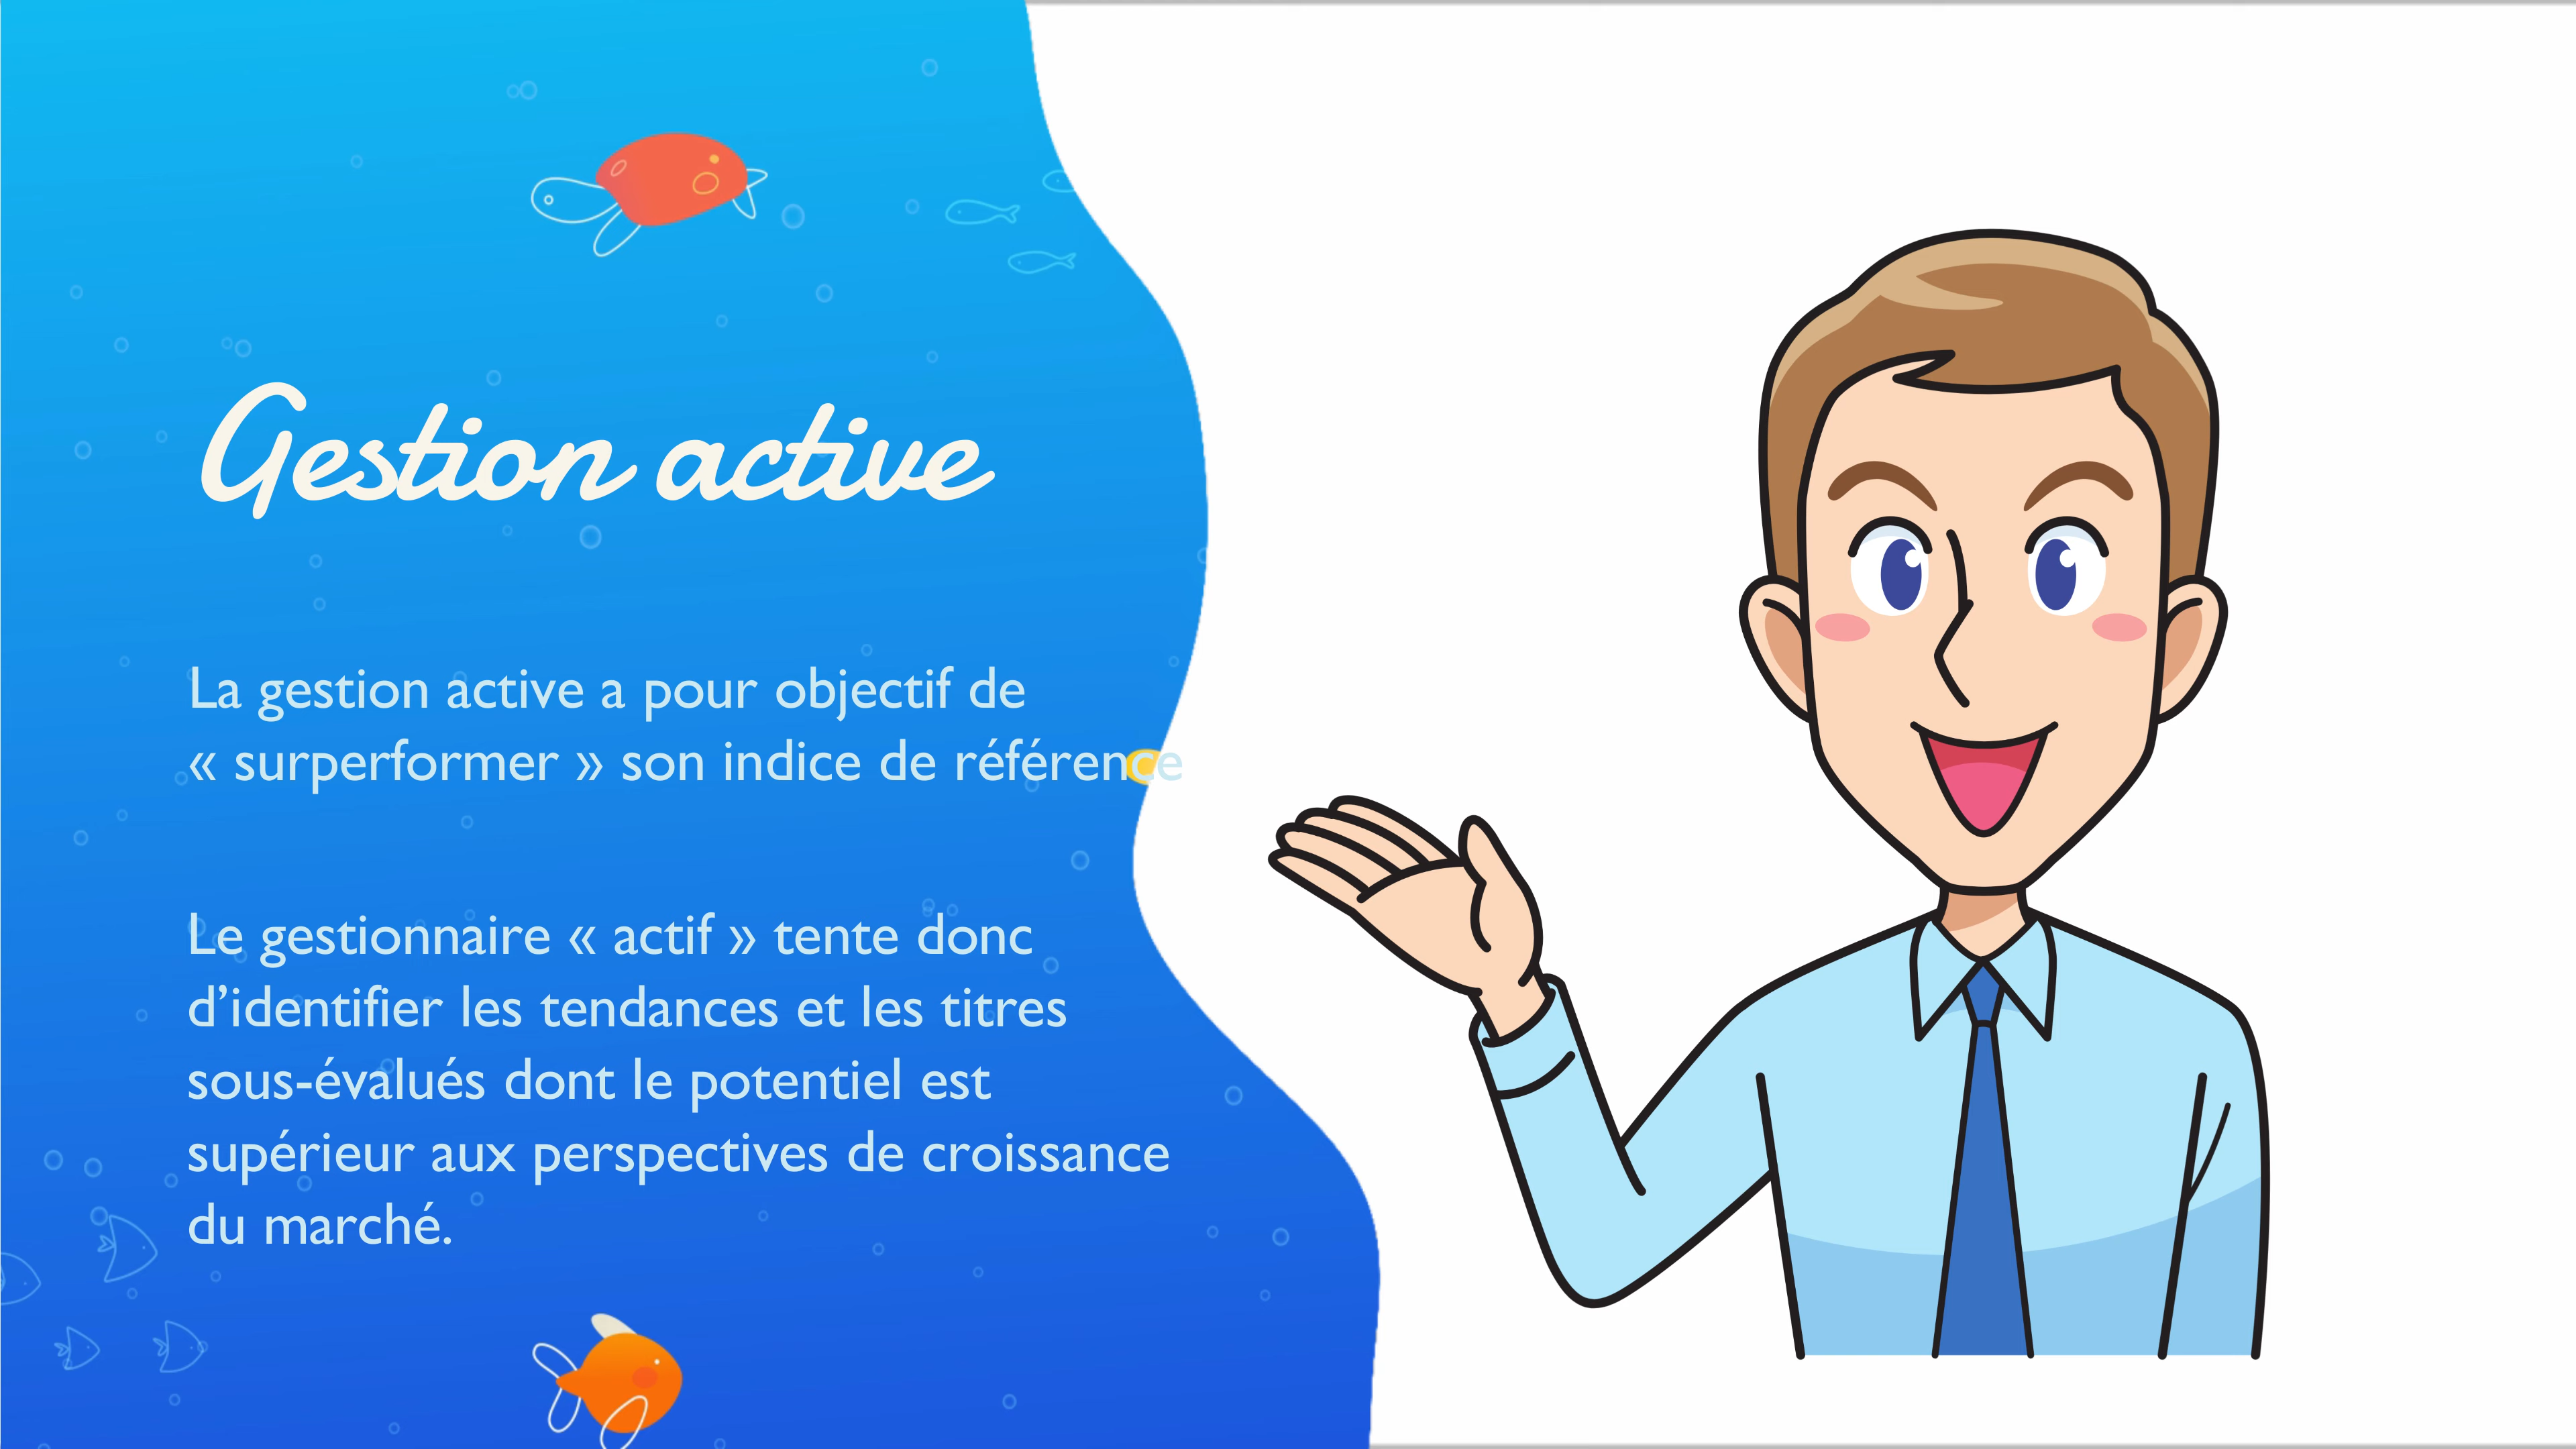 Gestion active
La gestion active a pour objectif de
« surperformer » son indice de référence
Le gestionnaire « actif » tente donc
d’identifier les tendances et les titres
sous-évalués dont le potentiel est
supérieur aux perspectives de croissance
du marché.